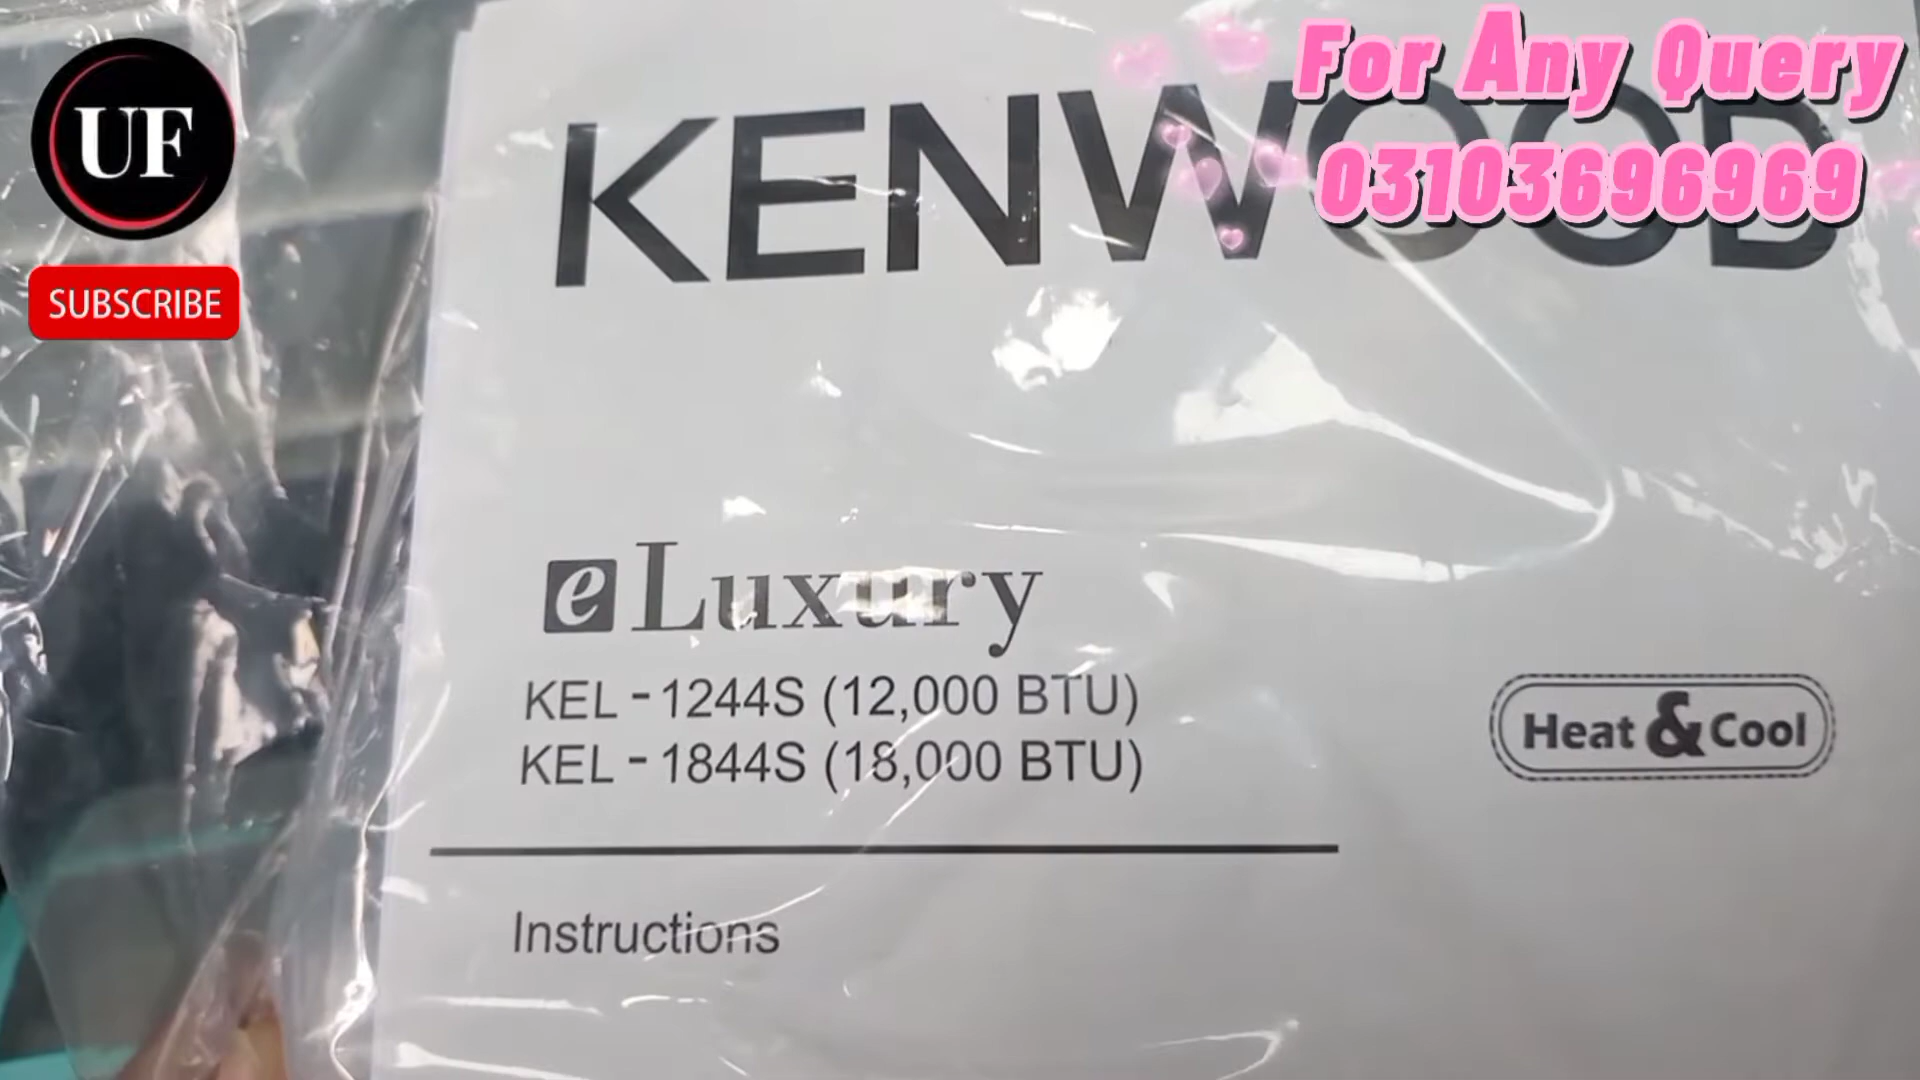 UF
SUBSCRIBE
For Any Query
03103696969
KENWOOD
e Luxury
KEL - 1244S (12,000 BTU)
KEL - 1844S (18,000 BTU)
Heat & Cool
Instructions